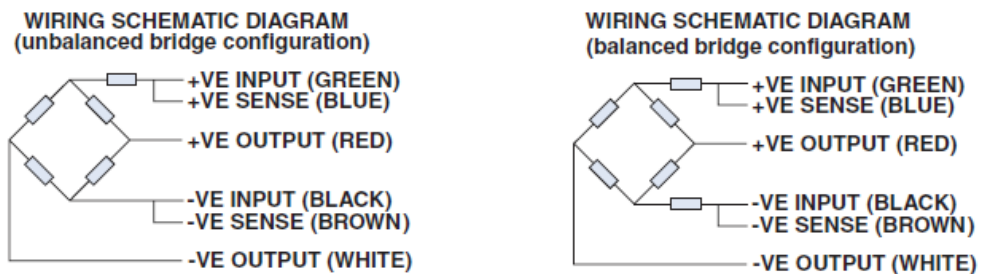 WIRING SCHEMATIC DIAGRAM
(unbalanced bridge configuration)
+VE INPUT (GREEN)
+VE SENSE (BLUE)
+VE OUTPUT (RED)
-VE INPUT (BLACK)
-VE SENSE (BROWN)
-VE OUTPUT (WHITE)
WIRING SCHEMATIC DIAGRAM
(balanced bridge configuration)
+VE INPUT (GREEN)
+VE SENSE (BLUE)
+VE OUTPUT (RED)
-VE INPUT (BLACK)
-VE SENSE (BROWN)
-VE OUTPUT (WHITE)